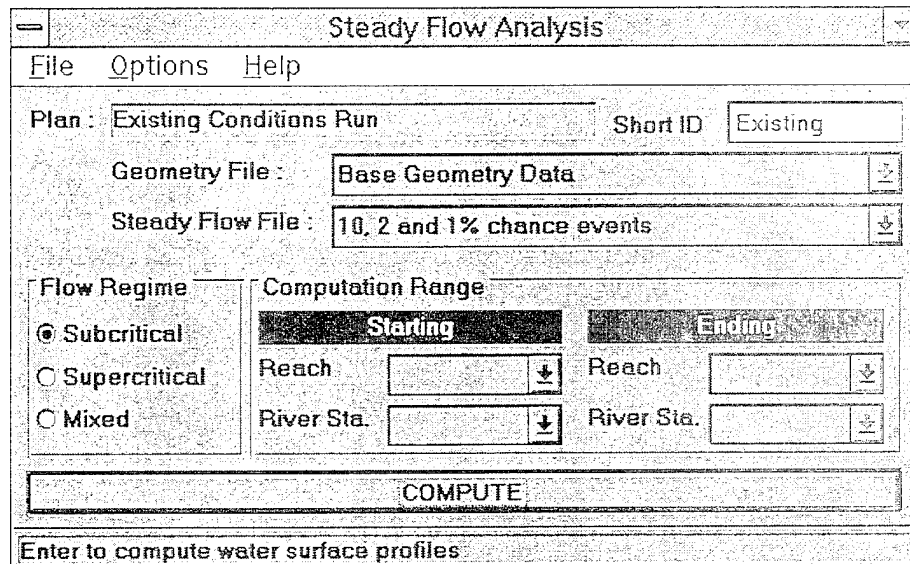 Steady Flow Analysis
File Options Help
Plan : Existing Conditions Run Short ID Existing
Geometry File : Base Geometry Data
Steady Flow File : 10, 2 and 1% chance events
Flow Regime Computation Range
Subcritical Starting Ending
Supercritical Reach Reach
Mixed River Sta. River Sta.
COMPUTE
Enter to compute water surface profiles